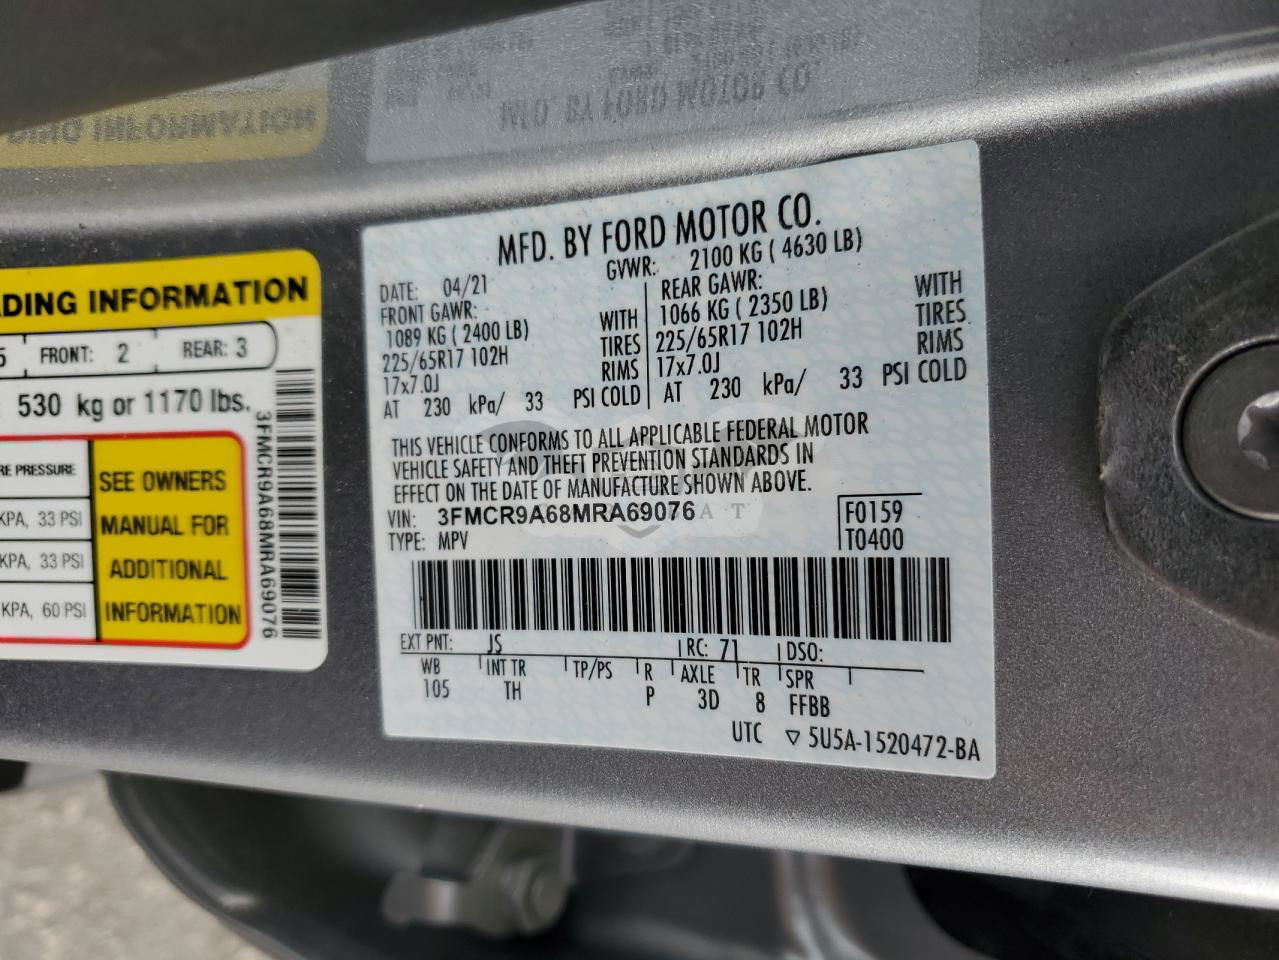 MFD. BY FORD MOTOR CO.
ADING INFORMATION
5 FRONT: 2 REAR: 3
530 kg or 1170 lbs.
RE PRESSURE
KPA, 33 PSI
KPA, 33 PSI
KPA, 60 PSI
SEE OWNERS
MANUAL FOR
ADDITIONAL
INFORMATION
3FMCR9A68MRA69076
MFD. BY FORD MOTOR CO.
DATE: 04/21 GVWR: 2100 KG ( 4630 LB)
FRONT GAWR: REAR GAWR: WITH
1089 KG ( 2400 LB) WITH 1066 KG ( 2350 LB) TIRES
225/65R17 102H TIRES 225/65R17 102H RIMS
17x7.0J RIMS 17x7.0J
AT 230 kPa/ 33 PSI COLD AT 230 kPa/ 33 PSI COLD
THIS VEHICLE CONFORMS TO ALL APPLICABLE FEDERAL MOTOR
VEHICLE SAFETY AND THEFT PREVENTION STANDARDS IN
EFFECT ON THE DATE OF MANUFACTURE SHOWN ABOVE.
VIN: 3FMCR9A68MRA69076 F0159
TYPE: MPV T0400
EXT PNT: JS RC: 71 DSO:
WB INT TR TP/PS R AXLE TR SPR
105 TH P 3D 8 FFBB
UTC ▽ 5U5A-1520472-BA